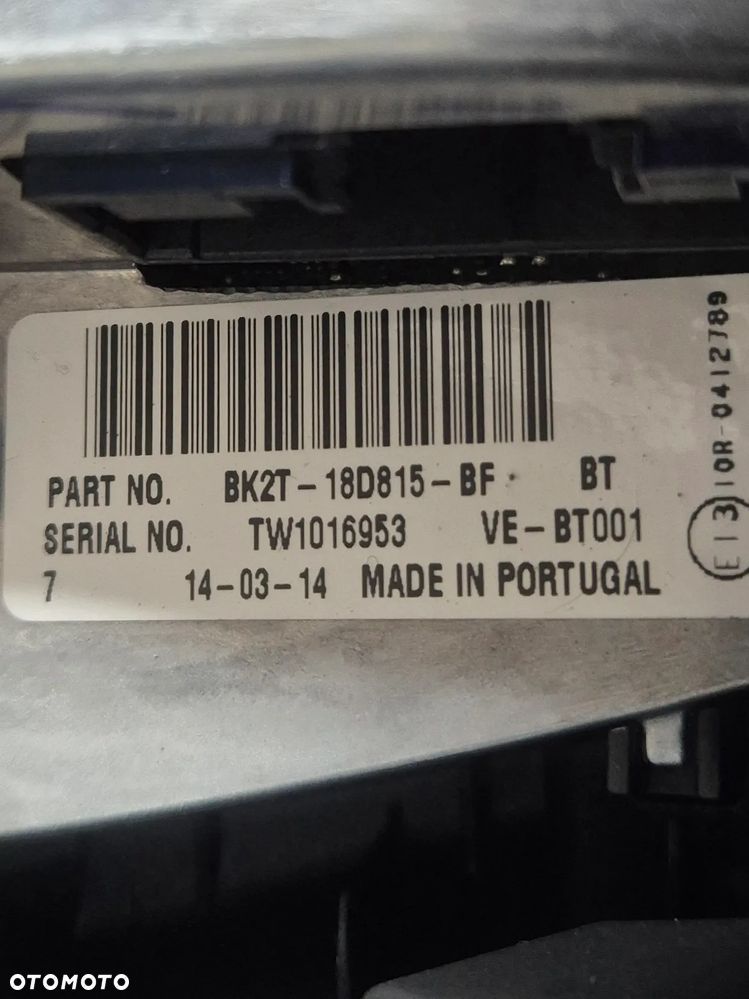 PART NO. BK2T-18D815-BF BT
SERIAL NO. TW1016953 VE-BT001
7 14-03-14 MADE IN PORTUGAL
E13 10R-0412789
OTOMOTO